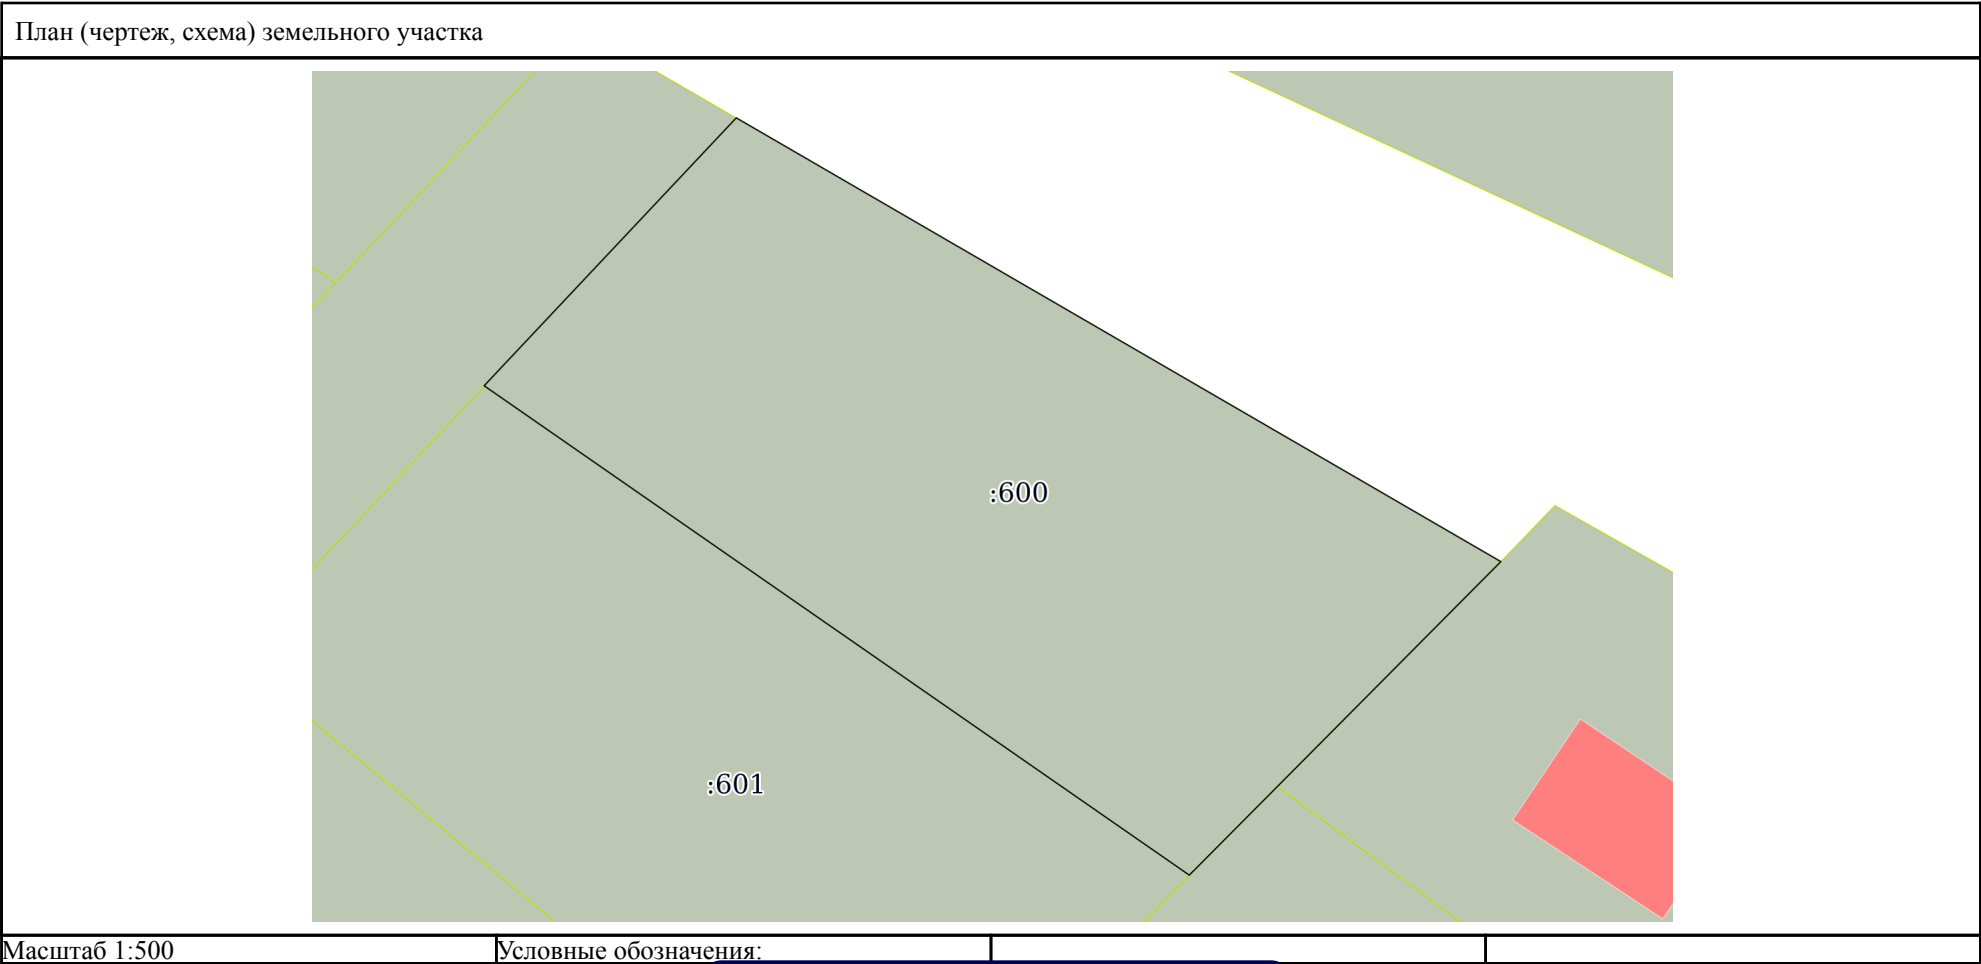 План (чертеж, схема) земельного участка
:600
:601
Масштаб 1:500
Условные обозначения: